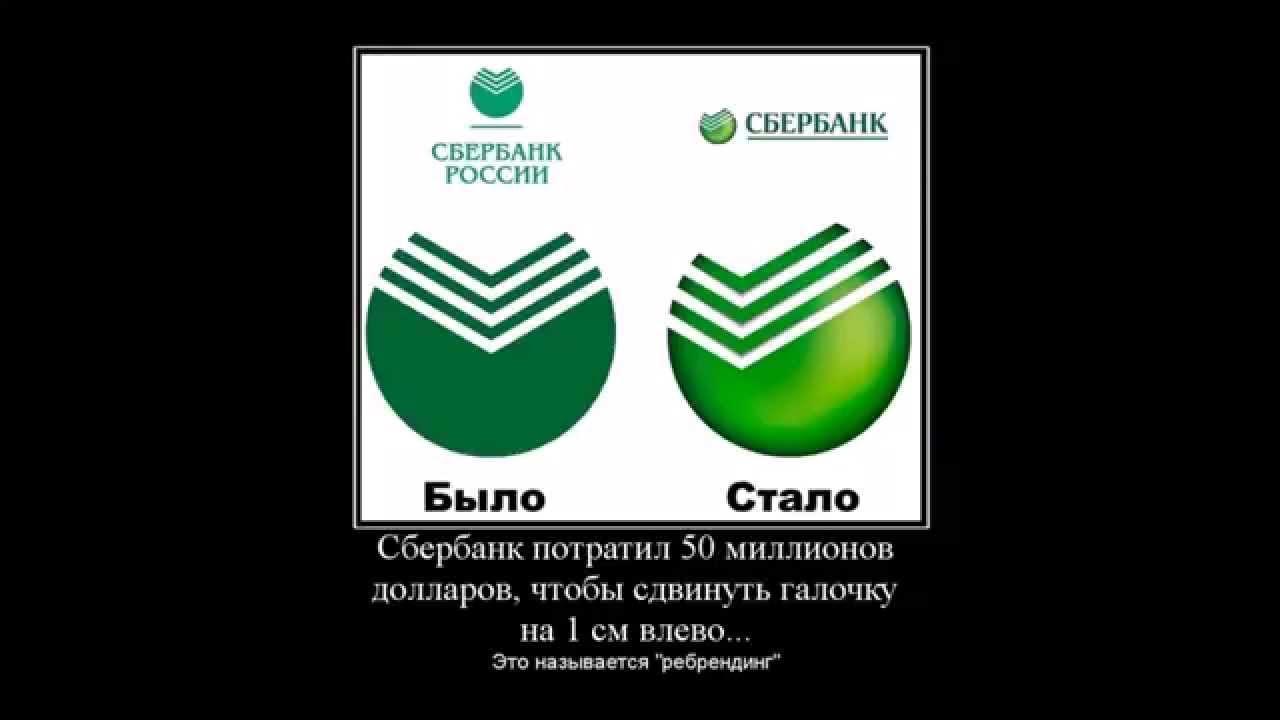 СБЕРБАНК
РОССИИ
СБЕРБАНК
Было
Стало
Сбербанк потратил 50 миллионов
долларов, чтобы сдвинуть галочку
на 1 см влево...
Это называется "ребрендинг"